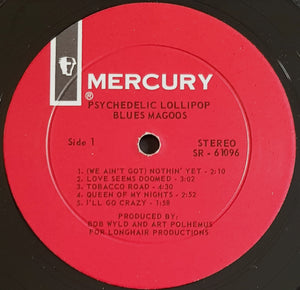 MERCURY
®
PSYCHEDELIC LOLLIPOP
BLUES MAGOOS
Side 1
STEREO
SR - 61096
1. (WE AIN'T GOT) NOTHIN' YET - 2:10
2. LOVE SEEMS DOOMED - 3:02
3. TOBACCO ROAD - 4:30
4. QUEEN OF MY NIGHTS - 2:52
5. I'LL GO CRAZY - 1:58
PRODUCED BY:
BOB WYLD AND ART POLHEMUS
FOR LONGHAIR PRODUCTIONS